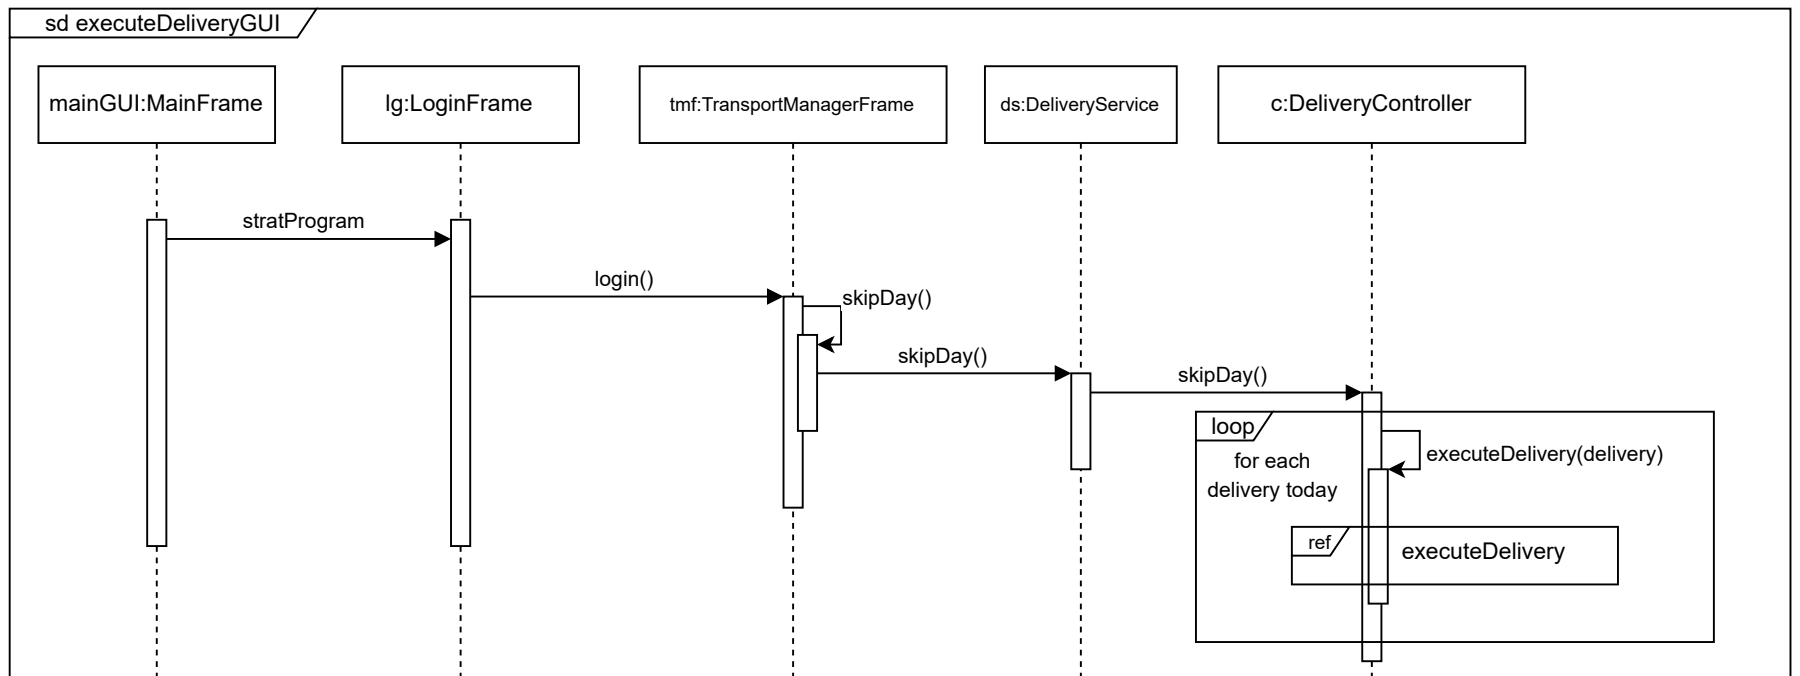 sd executeDeliveryGUI
mainGUI:MainFrame
lg:LoginFrame
tmf:TransportManagerFrame
ds:DeliveryService
c:DeliveryController
stratProgram
login()
skipDay()
skipDay()
skipDay()
loop
for each
delivery today
executeDelivery(delivery)
ref
executeDelivery